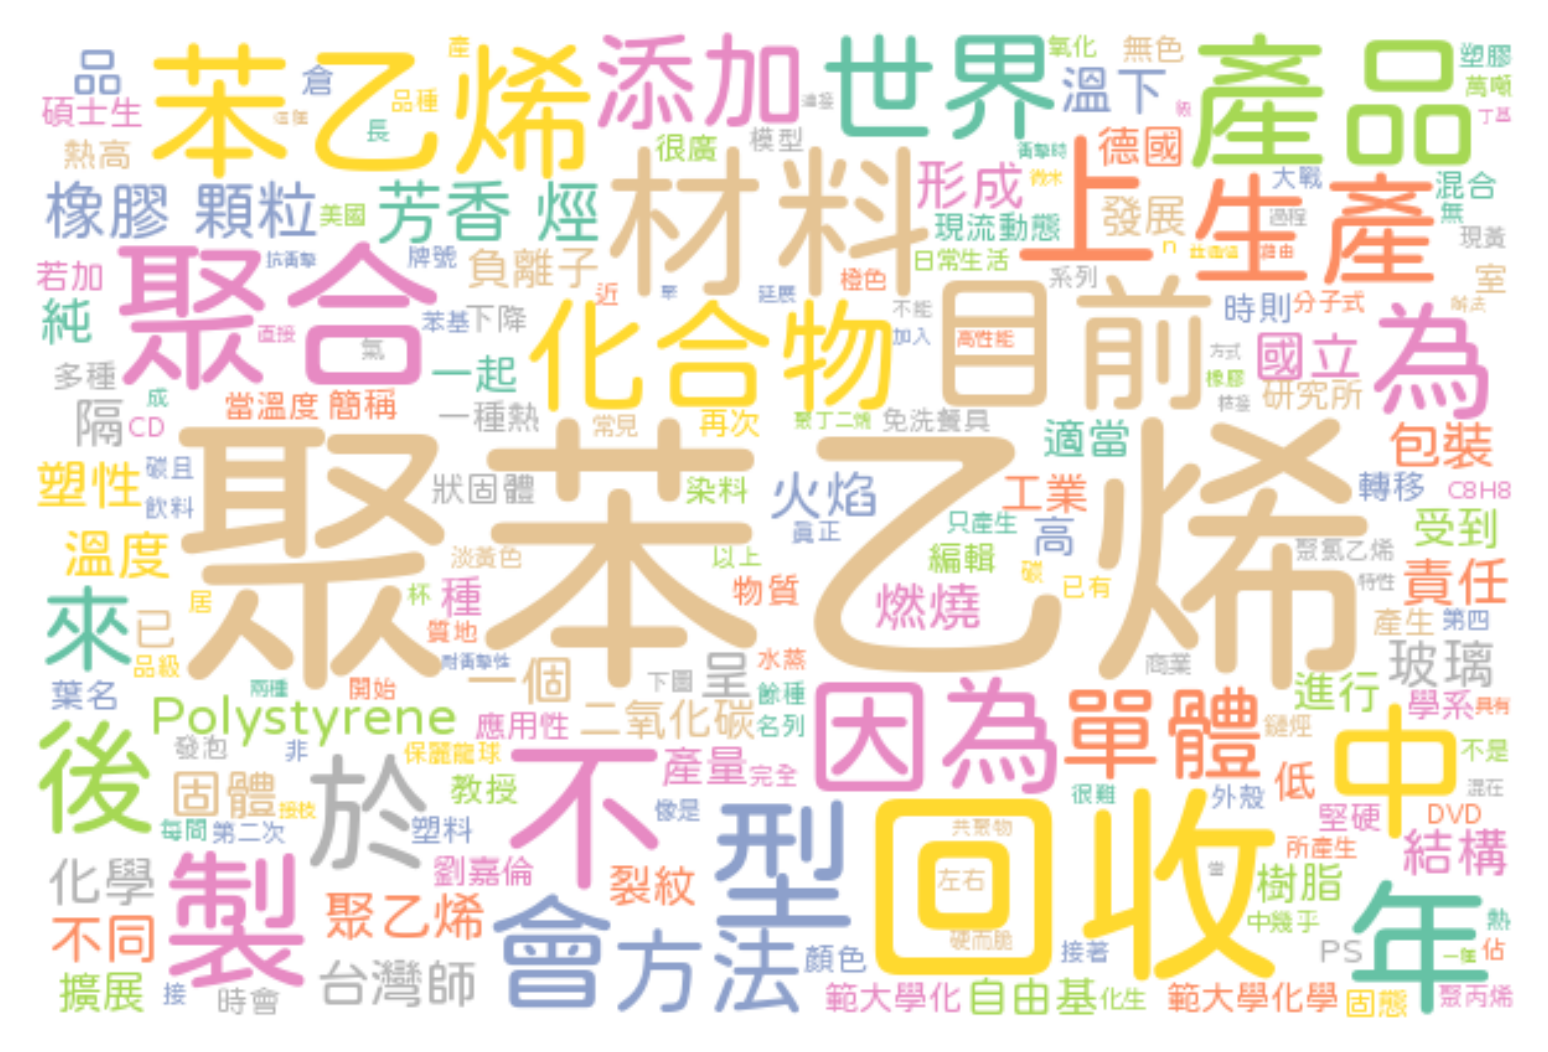 品
苯乙烯
產
倉
品種
長
添加
世界
氧化
無色
溫下
產品
塑膠
萬噸
碩士生
熱高
很廣
模型
德國
橡膠 顆粒
美國
芳香 烴
材料
形成
現流動態
日常生活
上
發展
大戰
過程
生產
混合
無
現黃
室
若加
聚合
抗衝擊
牌號
負離子
近
延展
橙色
系列
n
純
直接
氣
苯基
下降
化合物
不能
加入
高性能
目前
時則
分子式
方式
國立
為
多種
成
隔
CD
當溫度
簡稱
一起
一種熱
常見
再次
聚丁二烯
免洗餐具
橡膠
研究所
適當
包裝
塑性
碳且
飲料
聚苯乙烯
狀固體
染料
火焰
真正
工業
只產生
高
轉移
C8H8
受到
溫度
淡黃色
以上
編輯
聚氯乙烯
來
居
已
品級
杯
種
質地
物質
燃燒
碳
已有
特性
責任
產生
第四
葉名
兩種
開始
耐衝擊性
一個
下圖
呈
水蒸
商業
玻璃
Polystyrene
應用性
二氧化碳
餘種
名列
因為
單體
進行
鏈烴
學系
具有
後
發泡
非
保麗龍球
固體
接枝
於
教授
不
產量
完全
低
中
不是
混在
每間
第二次
塑料
像是
型
回收
共聚物
左右
硬而脆
很難
外殼
堅硬
DVD
結構
化學
製
劉嘉倫
裂紋
當
所產生
樹脂
不同
聚乙烯
會
方法
中幾乎
年
熱
擴展
接
時會
台灣師
顏色
接著
PS
佔
範大學化
自由基
化生
範大學化學
固態
聚丙烯